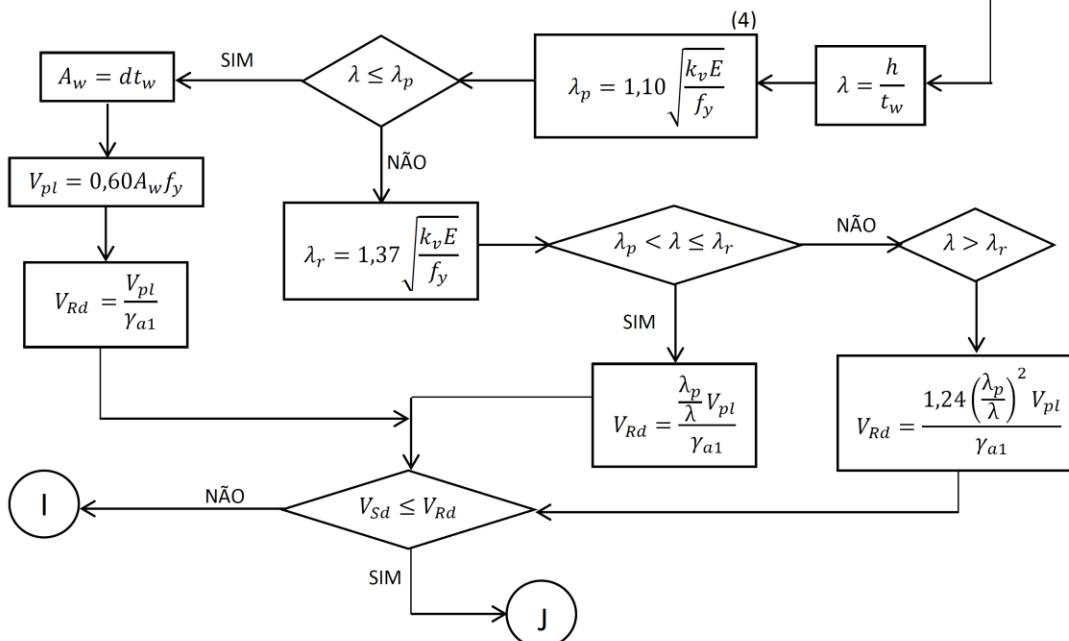 (4)
SIM
A_w = dt_w
λ ≤ λ_p
λ_p = 1,10 √(k_v E / f_y)
λ = h / t_w
NÃO
V_pl = 0,60A_w f_y
λ_r = 1,37 √(k_v E / f_y)
λ_p < λ ≤ λ_r
NÃO
λ > λ_r
V_Rd = V_pl / γ_a1
SIM
V_Rd = (λ_p / λ) V_pl / γ_a1
V_Rd = 1,24 (λ_p / λ)^2 V_pl / γ_a1
I
NÃO
V_Sd ≤ V_Rd
SIM
J